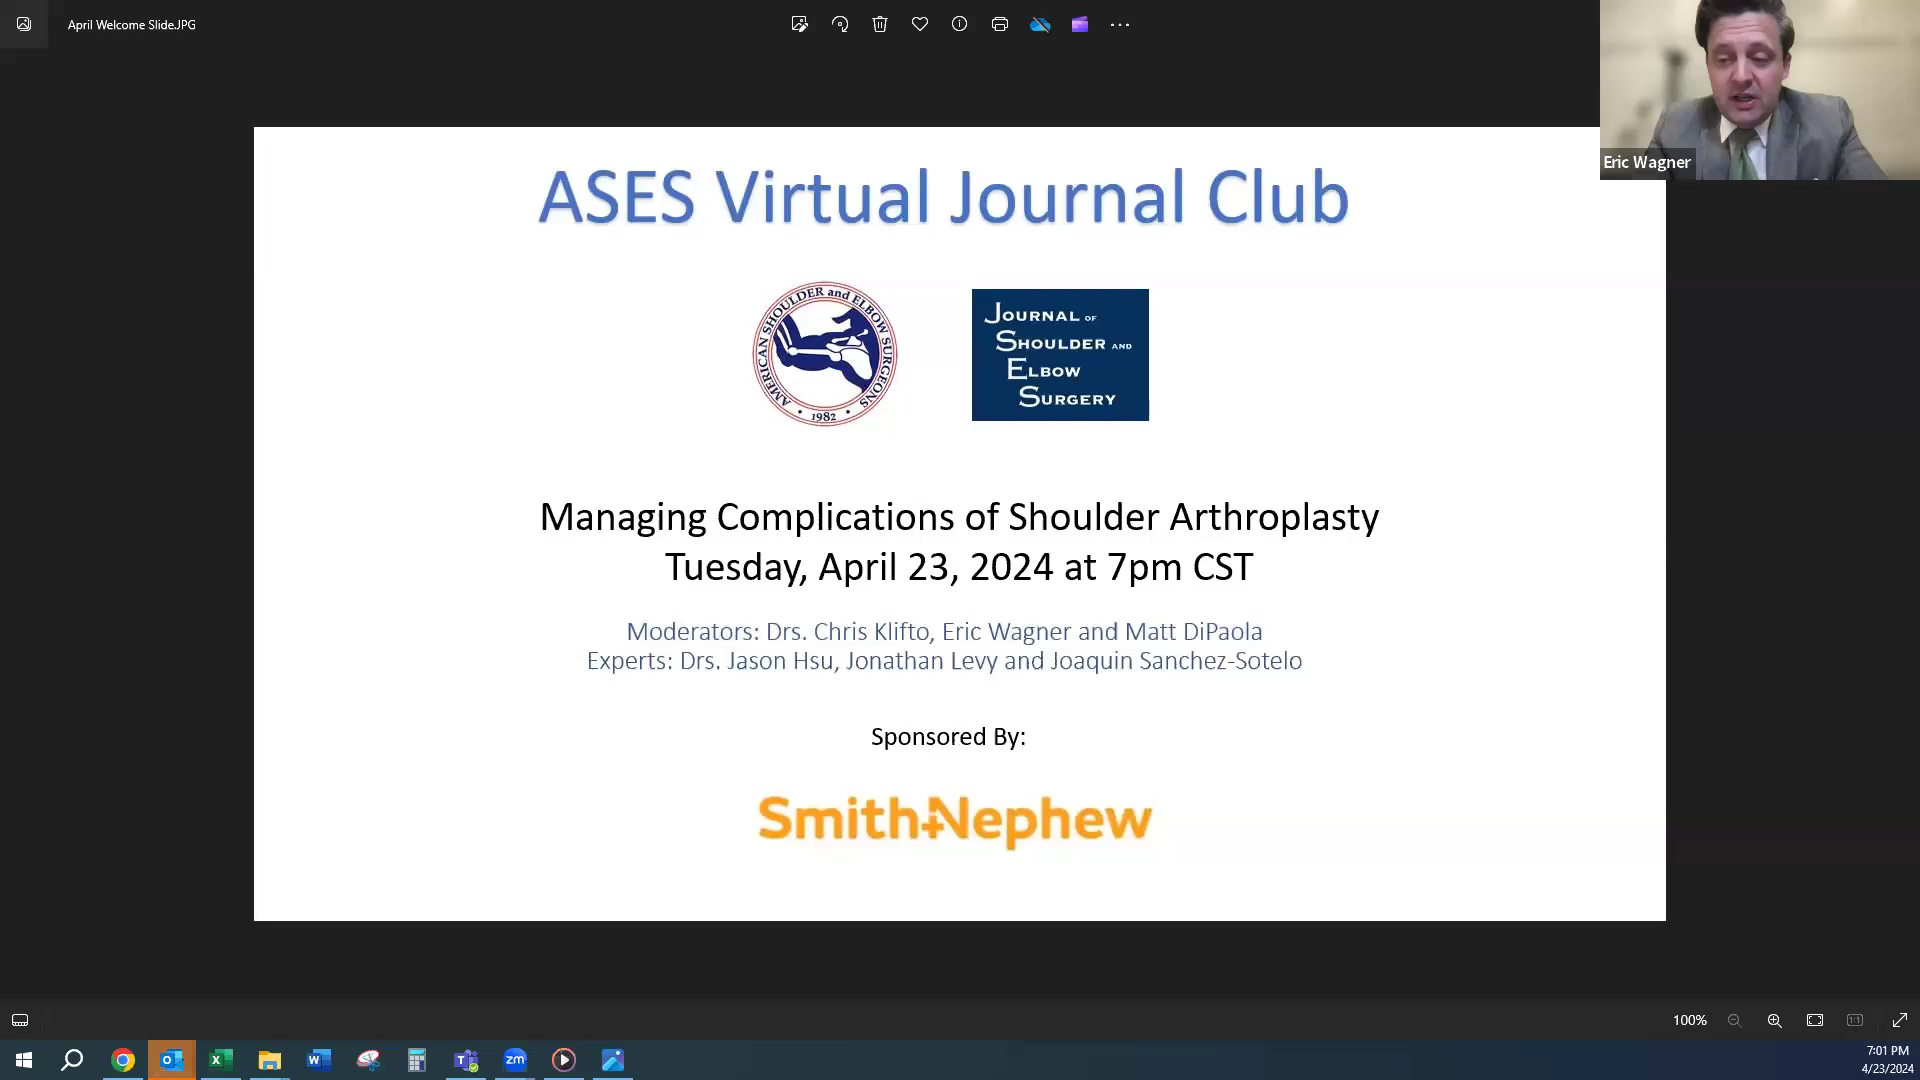 April Welcome Slide.JPG
Eric Wagner
ASES Virtual Journal Club
AMERICAN SHOULDER and ELBOW SURGEONS
• 1982 •
JOURNAL OF
SHOULDER AND
ELBOW
SURGERY
Managing Complications of Shoulder Arthroplasty
Tuesday, April 23, 2024 at 7pm CST
Moderators: Drs. Chris Klifto, Eric Wagner and Matt DiPaola
Experts: Drs. Jason Hsu, Jonathan Levy and Joaquin Sanchez-Sotelo
Sponsored By:
Smith+Nephew
100%
1:1
zm
7:01 PM
4/23/2024